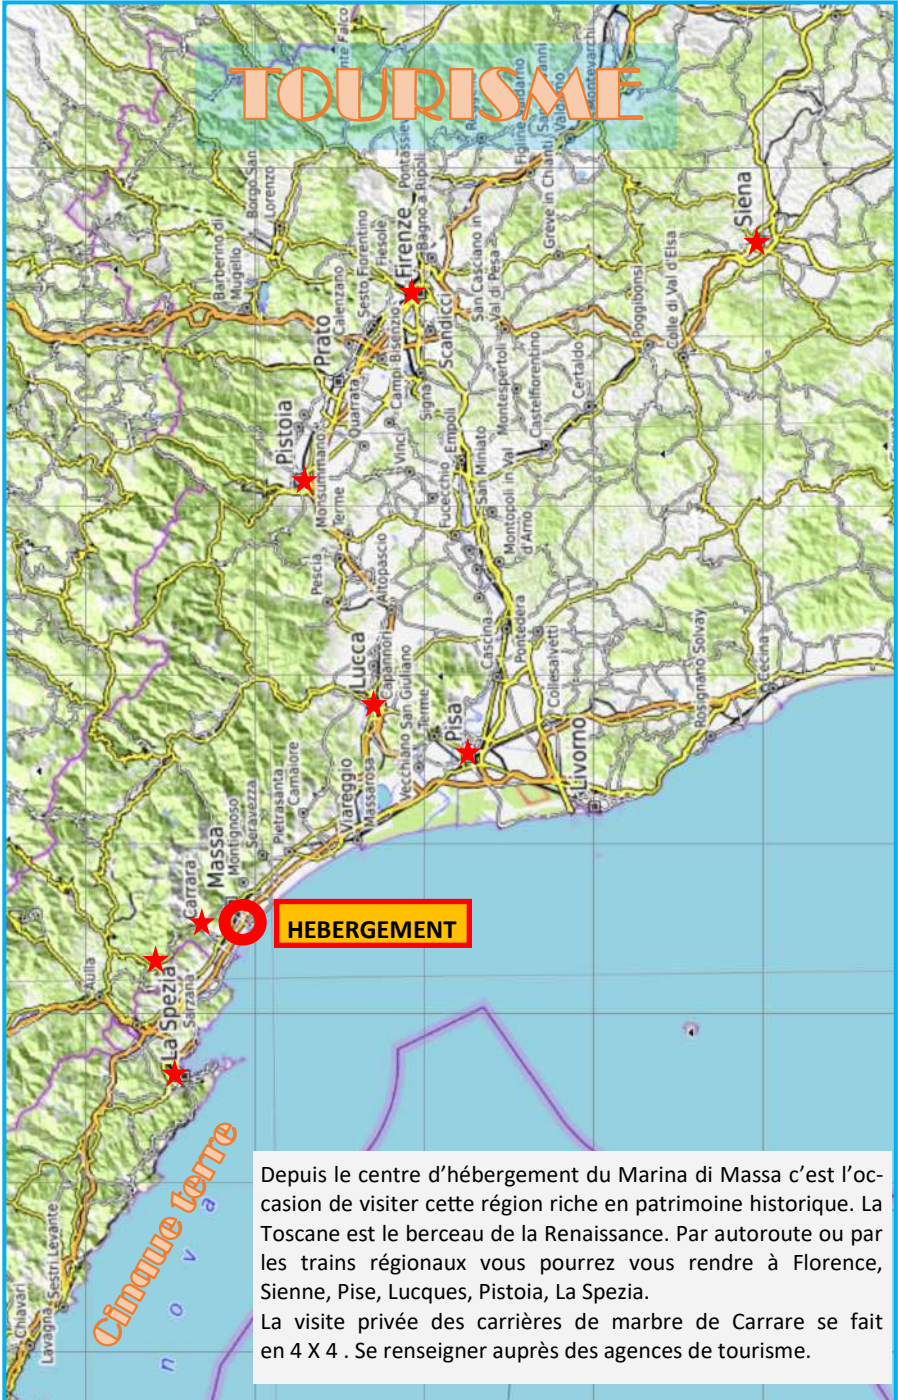 TOURISME
Siena
Firenze
Prato
Pistoia
Lucca
Pisa
Livorno
Massa
Carrara
La Spezia
Borgo San
Lorenzo
Barberino di
Mugello
Sesto Fiorentino
Fiesole
Calenzano
Campi Bisenzio
Bagno a Ripoli
Scandicci
Signa
Quarrata
Monsummano
Terme
Vinci
Empoli
Fucecchio
San Miniato
Montopoli in Val
d'Arno
San Casciano in
Val di Pesa
Montespertoli
Castelfiorentino
Certaldo
Greve in Chianti
Poggibonsi
Colle di Val d'Elsa
Montevarchi
Pescia
Altopascio
Capannori
San Giuliano
Terme
Vecchiano
Cascina
Pontedera
Collesalvetti
Rosignano Solvay
Cecina
Viareggio
Massarosa
Camaiore
Pietrasanta
Seravezza
Montignoso
Sarzana
Aulla
Sestri Levante
Lavagna
Chiavari
HEBERGEMENT
Cinque terre
n o v a
Depuis le centre d’hébergement du Marina di Massa c’est l’oc-
casion de visiter cette région riche en patrimoine historique. La
Toscane est le berceau de la Renaissance. Par autoroute ou par
les trains régionaux vous pourrez vous rendre à Florence,
Sienne, Pise, Lucques, Pistoia, La Spezia.
La visite privée des carrières de marbre de Carrare se fait
en 4 X 4 . Se renseigner auprès des agences de tourisme.